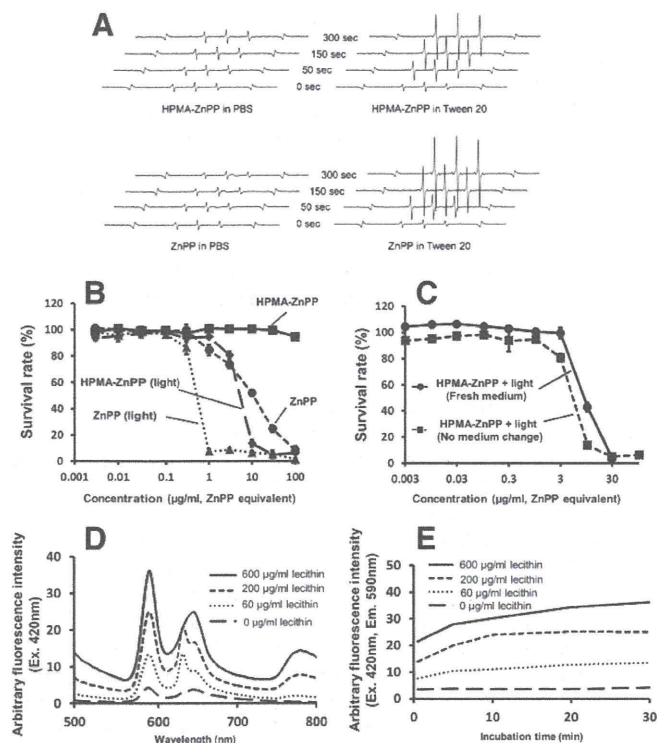 A
300 sec
150 sec
50 sec
0 sec
HPMA-ZnPP in PBS
HPMA-ZnPP in Tween 20
300 sec
150 sec
50 sec
0 sec
ZnPP in PBS
ZnPP in Tween 20
B
Survival rate (%)
120
100
80
60
40
20
0
HPMA-ZnPP
HPMA-ZnPP (light)
ZnPP (light)
ZnPP
0.01
0.1
1
10
100
Concentration (µg/ml, ZnPP equivalent)
C
Survival rate (%)
120
100
80
60
40
20
0
HPMA-ZnPP + light
(Fresh medium)
HPMA-ZnPP + light
(No medium change)
0.003
0.03
0.3
3
30
Concentration (µg/ml, ZnPP equivalent)
D
Arbitrary fluorescence intensity
(Ex. 420nm)
40
30
20
10
0
600 µg/ml lecithin
200 µg/ml lecithin
60 µg/ml lecithin
0 µg/ml lecithin
500
600
700
800
Wavelength (nm)
E
Arbitrary fluorescence intensity
(Ex. 420nm, Em. 590nm)
50
40
30
20
10
0
600 µg/ml lecithin
200 µg/ml lecithin
60 µg/ml lecithin
0 µg/ml lecithin
0
10
20
30
Incubation time (min)